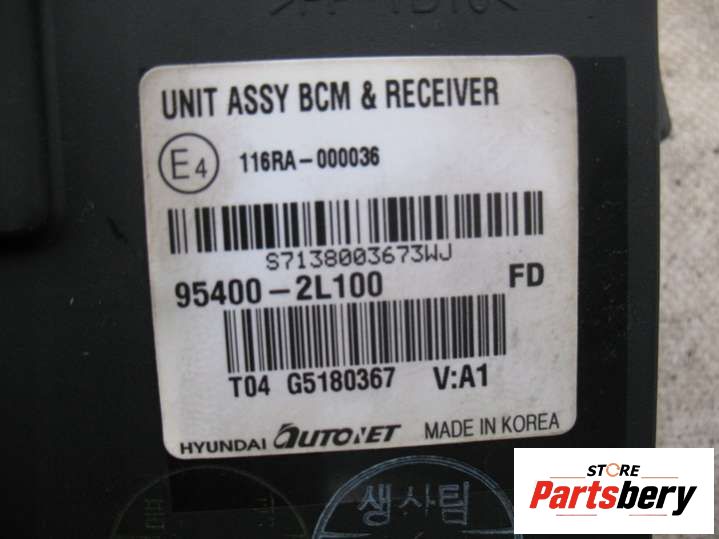 UNIT ASSY BCM & RECEIVER
E4 116RA-000036
S7138003673WJ
95400-2L100 FD
T04 G5180367 V:A1
HYUNDAI AUTONET MADE IN KOREA
생사팀
STORE
Partsbery